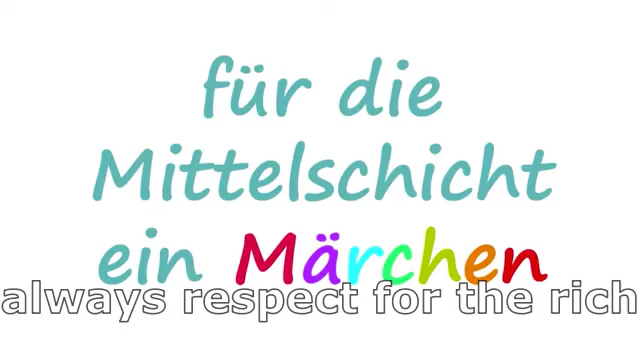 für die
Mittelschicht
ein Märchen
always respect for the rich